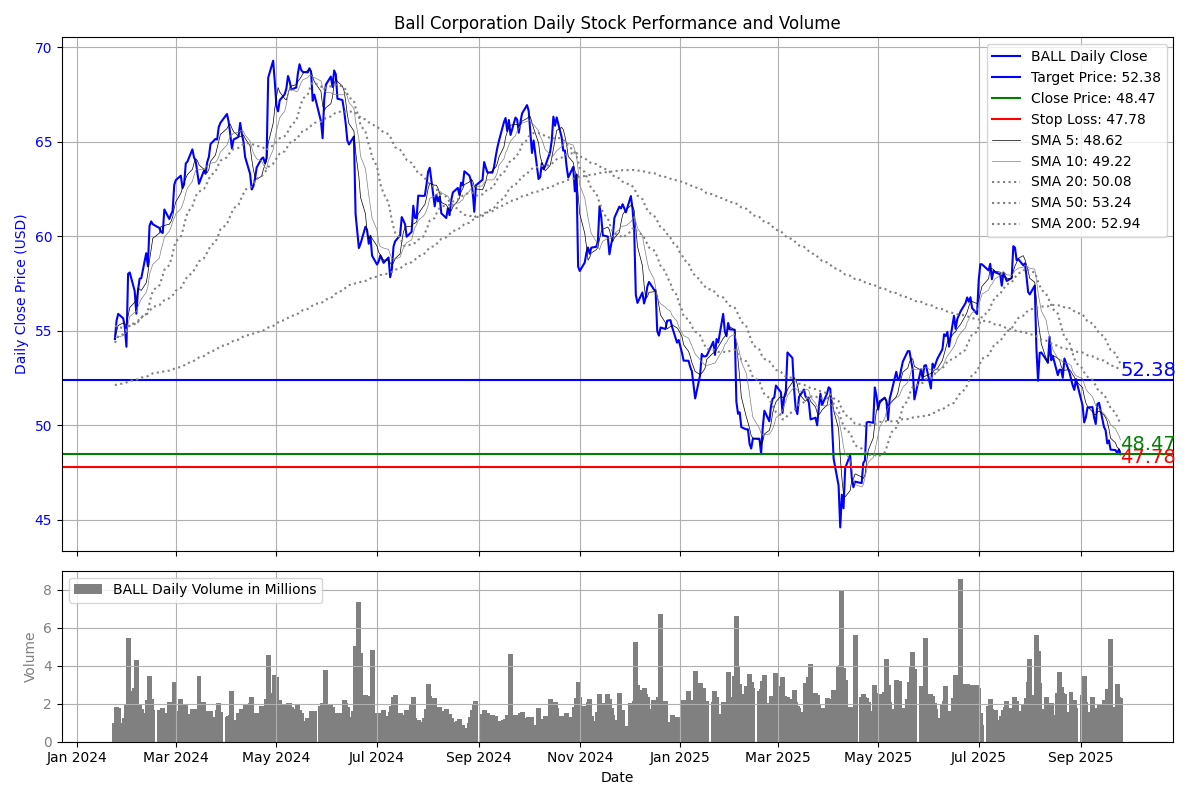 Ball Corporation Daily Stock Performance and Volume
Daily Close Price (USD)
70
65
60
55
50
45
BALL Daily Close
Target Price: 52.38
Close Price: 48.47
Stop Loss: 47.78
SMA 5: 48.62
SMA 10: 49.22
SMA 20: 50.08
SMA 50: 53.24
SMA 200: 52.94
52.38
48.47
47.78
Volume
8
6
4
2
0
BALL Daily Volume in Millions
Jan 2024 Mar 2024 May 2024 Jul 2024 Sep 2024 Nov 2024 Jan 2025 Mar 2025 May 2025 Jul 2025 Sep 2025
Date